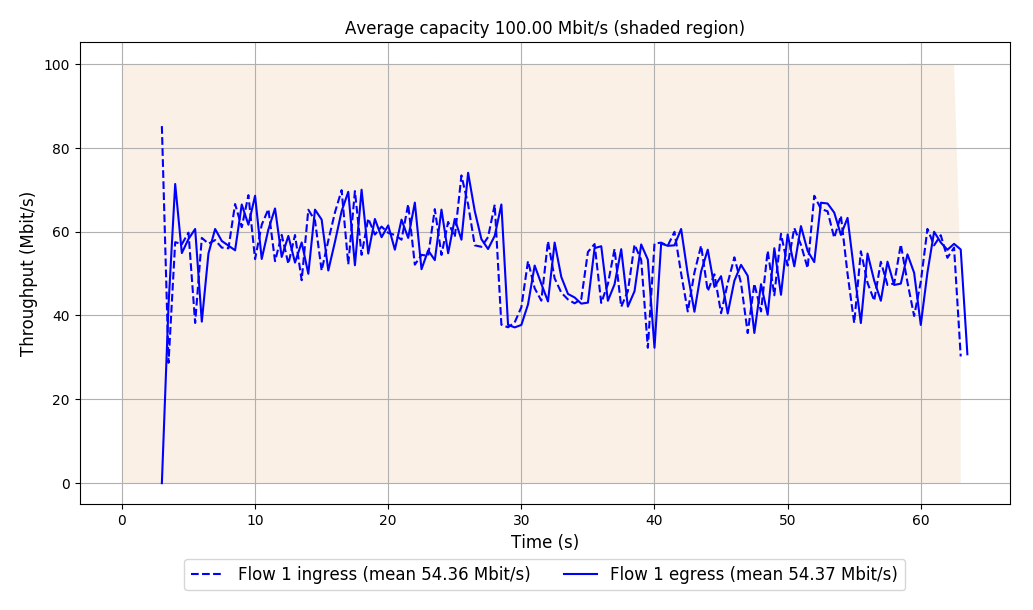 Average capacity 100.00 Mbit/s (shaded region)
Throughput (Mbit/s)
100
80
60
40
20
0
0 10 20 30 40 50 60
Time (s)
Flow 1 ingress (mean 54.36 Mbit/s) Flow 1 egress (mean 54.37 Mbit/s)